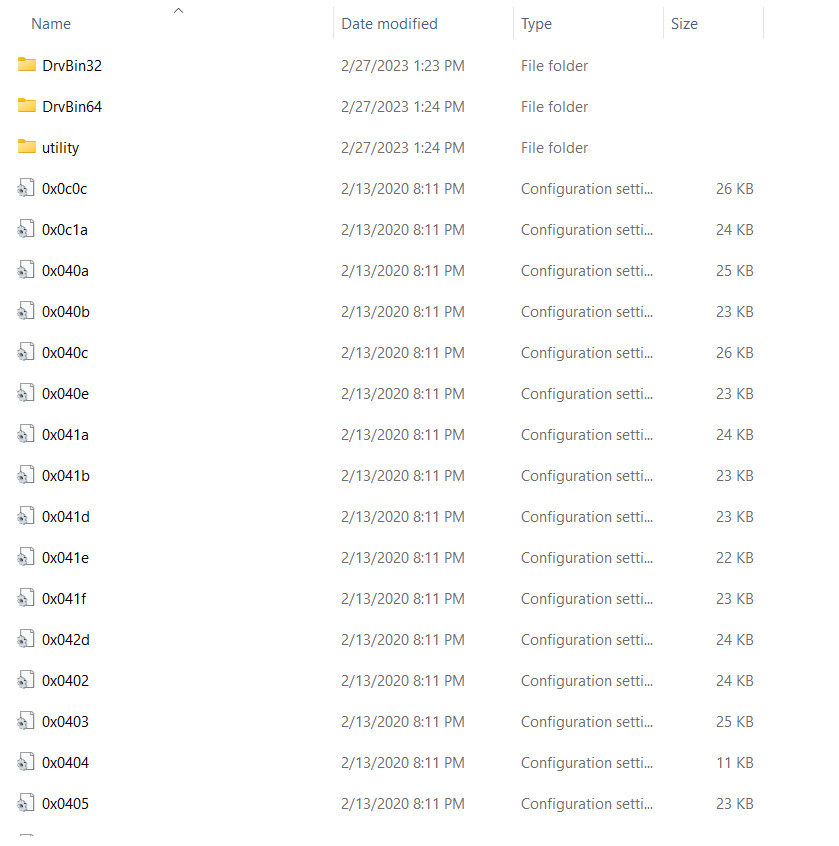 Name Date modified Type Size
DrvBin32 2/27/2023 1:23 PM File folder
DrvBin64 2/27/2023 1:24 PM File folder
utility 2/27/2023 1:24 PM File folder
0x0c0c 2/13/2020 8:11 PM Configuration setti... 26 KB
0x0c1a 2/13/2020 8:11 PM Configuration setti... 24 KB
0x040a 2/13/2020 8:11 PM Configuration setti... 25 KB
0x040b 2/13/2020 8:11 PM Configuration setti... 23 KB
0x040c 2/13/2020 8:11 PM Configuration setti... 26 KB
0x040e 2/13/2020 8:11 PM Configuration setti... 23 KB
0x041a 2/13/2020 8:11 PM Configuration setti... 24 KB
0x041b 2/13/2020 8:11 PM Configuration setti... 23 KB
0x041d 2/13/2020 8:11 PM Configuration setti... 23 KB
0x041e 2/13/2020 8:11 PM Configuration setti... 22 KB
0x041f 2/13/2020 8:11 PM Configuration setti... 23 KB
0x042d 2/13/2020 8:11 PM Configuration setti... 24 KB
0x0402 2/13/2020 8:11 PM Configuration setti... 24 KB
0x0403 2/13/2020 8:11 PM Configuration setti... 25 KB
0x0404 2/13/2020 8:11 PM Configuration setti... 11 KB
0x0405 2/13/2020 8:11 PM Configuration setti... 23 KB